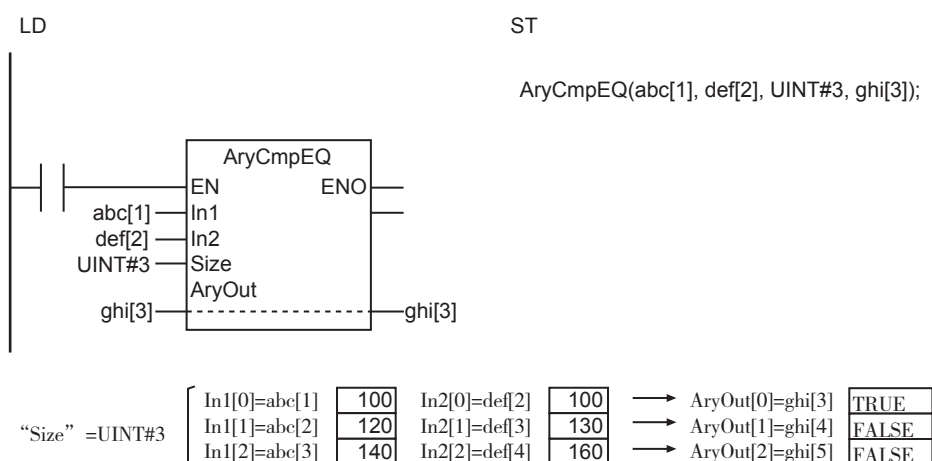 LD
ST
AryCmpEQ(abc[1], def[2], UINT#3, ghi[3]);
AryCmpEQ
EN ENO
abc[1] In1
def[2] In2
UINT#3 Size
AryOut
ghi[3] ghi[3]
In1[0]=abc[1] 100 In2[0]=def[2] 100 AryOut[0]=ghi[3] TRUE
“Size” =UINT#3 In1[1]=abc[2] 120 In2[1]=def[3] 130 AryOut[1]=ghi[4] FALSE
In1[2]=abc[3] 140 In2[2]=def[4] 160 AryOut[2]=ghi[5] FALSE